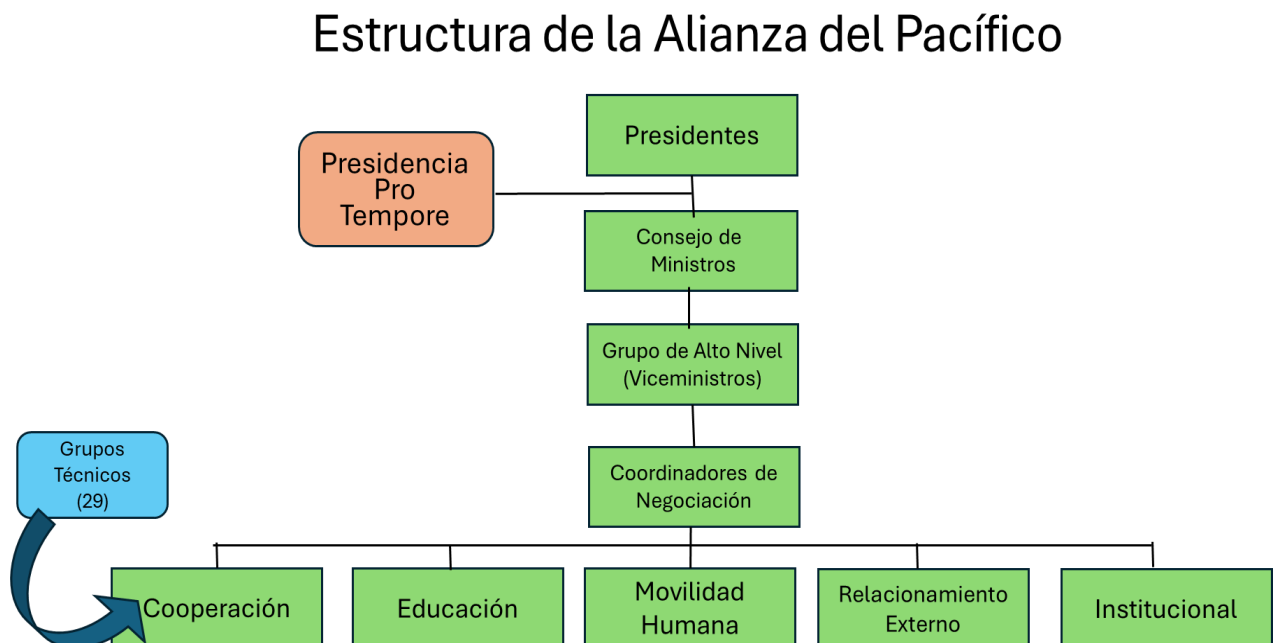 Estructura de la Alianza del Pacífico
Presidentes
Presidencia
Pro
Tempore
Consejo de
Ministros
Grupo de Alto Nivel
(Viceministros)
Grupos
Técnicos
(29)
Coordinadores de
Negociación
Cooperación
Educación
Movilidad
Humana
Relacionamiento
Externo
Institucional